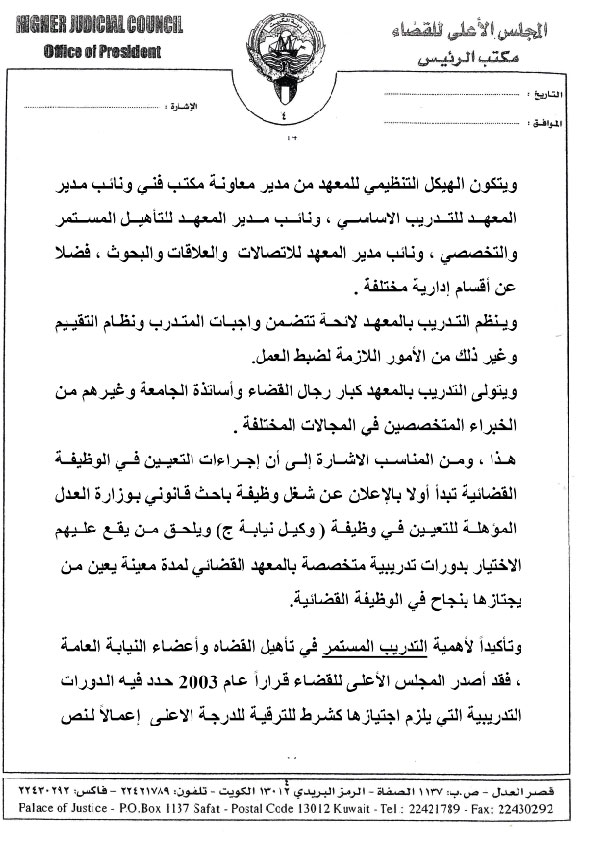 HIGHER JUDICIAL COUNCIL
Office of President
المجلس الأعلى للقضاء
مكتب الرئيس
التاريخ :
الموافق :
الإشارة :
٤
ويتكون الهيكل التنظيمي للمعهد من مدير معاونة مكتب فني ونائب مدير
المعهد للتدريب الاساسي ، ونائب مدير المعهد للتأهيل المستمر
والتخصصي ، ونائب مدير المعهد للاتصالات والعلاقات والبحوث ، فضلا
عن أقسام إدارية مختلفة .
وينظم التدريب بالمعهد لائحة تتضمن واجبات المتدرب ونظام التقييم
وغير ذلك من الأمور اللازمة لضبط العمل.
ويتولى التدريب بالمعهد كبار رجال القضاء وأساتذة الجامعة وغيرهم من
الخبراء المتخصصين في المجالات المختلفة .
هذا ، ومن المناسب الاشارة إلى أن إجراءات التعيين في الوظيفة
القضائية تبدأ أولا بالإعلان عن شغل وظيفة باحث قانوني بوزارة العدل
المؤهلة للتعيين في وظيفة ( وكيل نيابة ج) ويلحق من يقع عليهم
الاختيار بدورات تدريبية متخصصة بالمعهد القضائي لمدة معينة يعين من
يجتازها بنجاح في الوظيفة القضائية.
وتأكيداً لأهمية التدريب المستمر في تأهيل القضاه وأعضاء النيابة العامة
، فقد أصدر المجلس الأعلى للقضاء قراراً عام 2003 حدد فيه الدورات
التدريبية التي يلزم اجتيازها كشرط للترقية للدرجة الاعنى إعمالاً لنص
٤
قصر العدل - ص.ب: ١١٣٧ الصفاة - الرمز البريدي ١٣٠١٢ الكويت - تلفون: ٢٢٤٢١٧٨٩ - فاكس: ٢٢٤٣٠٢٩٢
Palace of Justice - P.O.Box 1137 Safat - Postal Code 13012 Kuwait - Tel : 22421789 - Fax: 22430292